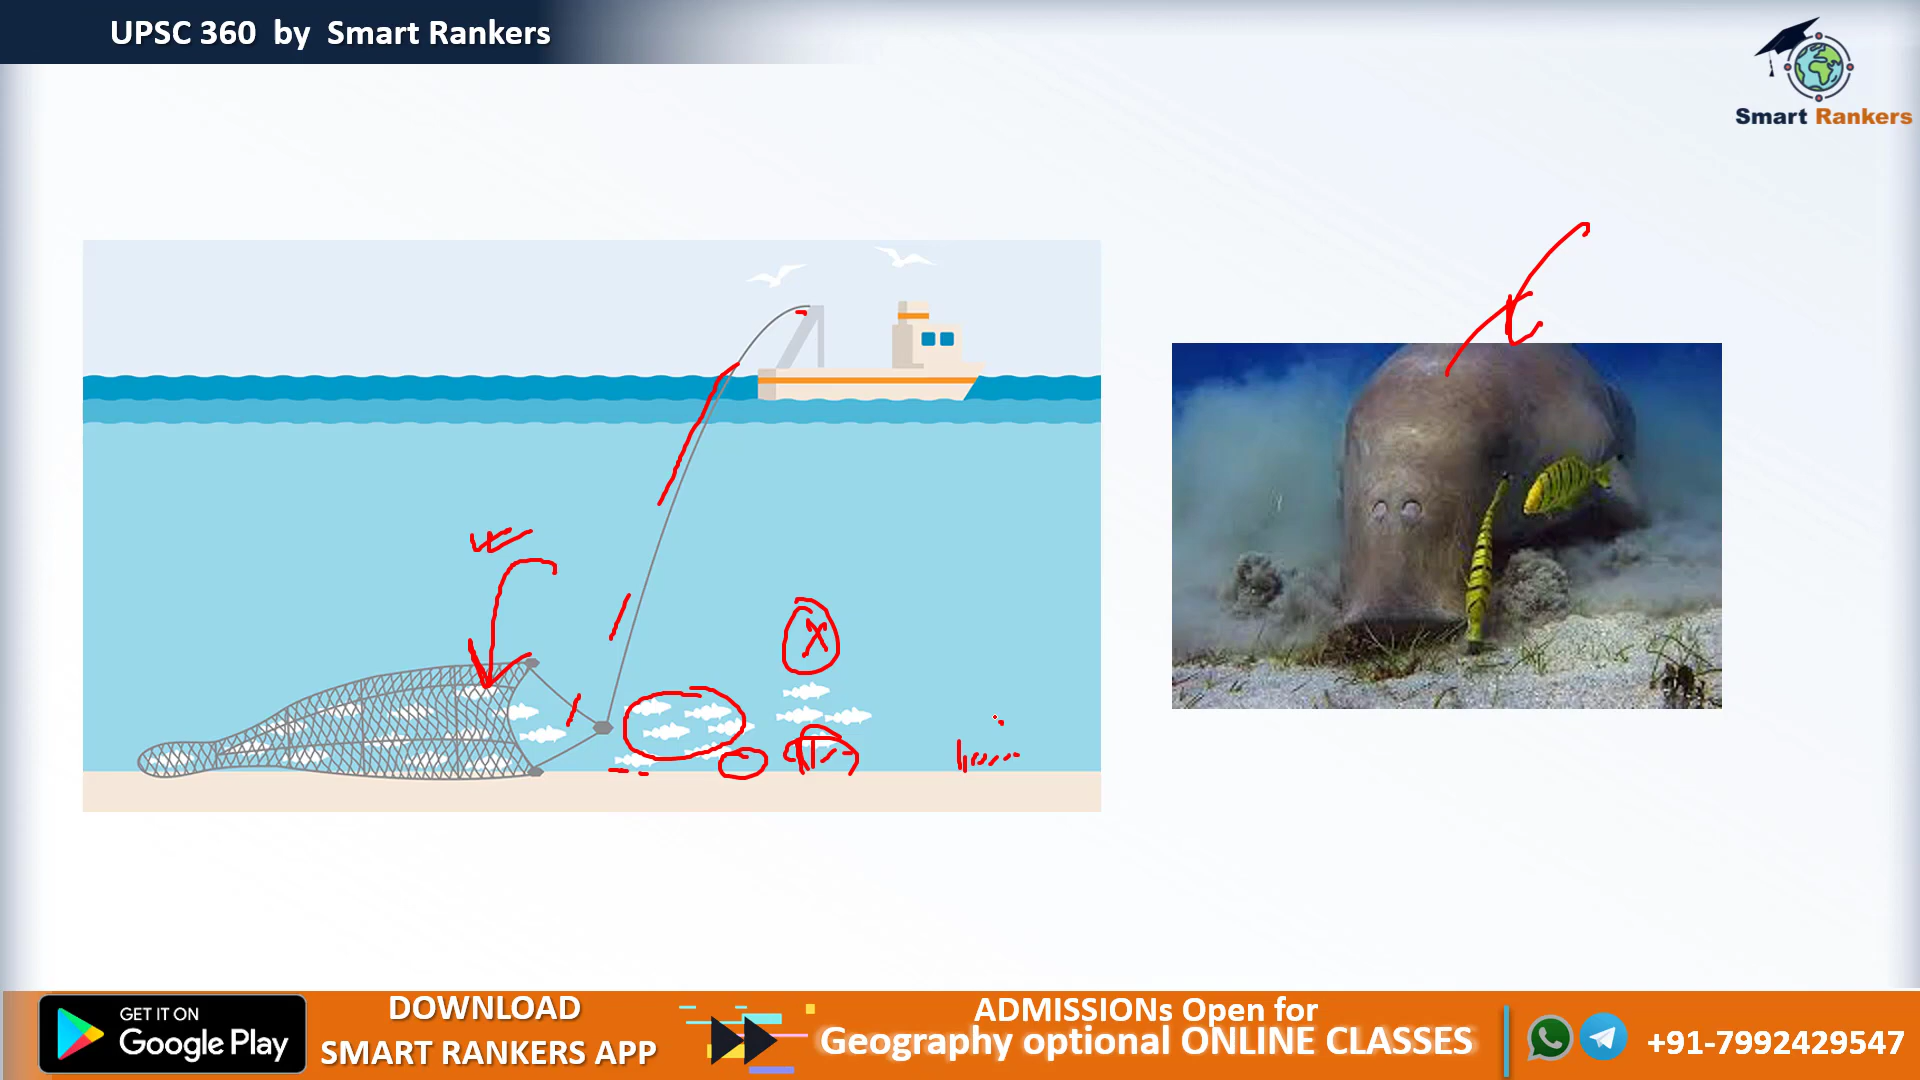 UPSC 360 by Smart Rankers
Smart Rankers
GET IT ON
Google Play
DOWNLOAD
SMART RANKERS APP
ADMISSIONs Open for
Geography optional ONLINE CLASSES
+91-7992429547